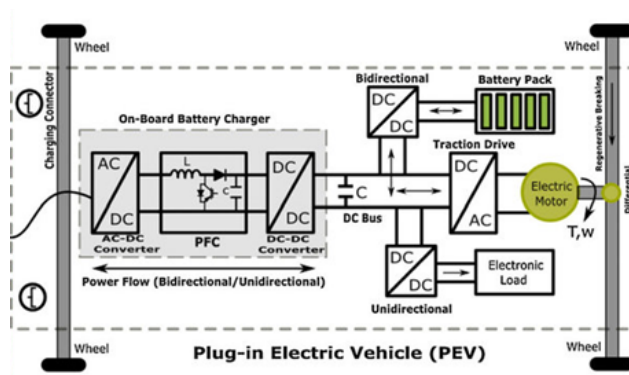 Wheel
Wheel
Charging Connector
On-Board Battery Charger
AC
DC
AC-DC
Converter
L
C
PFC
DC
DC
DC-DC
Converter
Power Flow (Bidirectional/Unidirectional)
Bidirectional
DC
DC
Battery Pack
C
DC Bus
Traction Drive
DC
AC
Electric
Motor
T,w
Regenerative Breaking
Differential
DC
DC
Unidirectional
Electronic
Load
Wheel
Wheel
Plug-in Electric Vehicle (PEV)